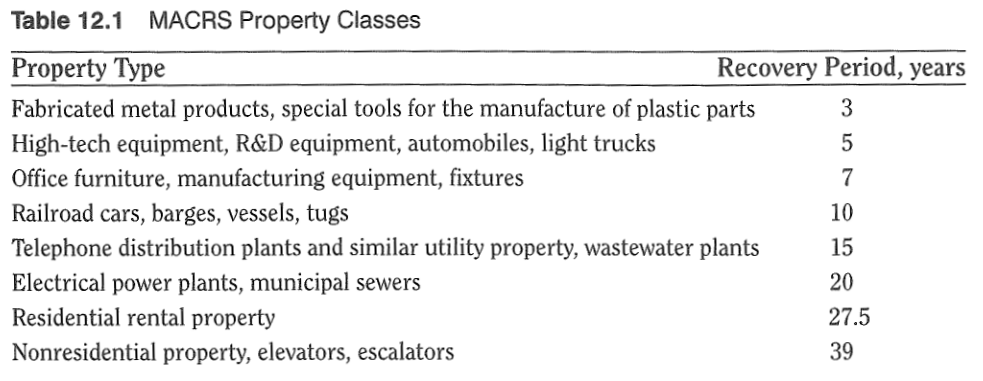 Table 12.1 MACRS Property Classes
Property Type Recovery Period, years
Fabricated metal products, special tools for the manufacture of plastic parts 3
High-tech equipment, R&D equipment, automobiles, light trucks 5
Office furniture, manufacturing equipment, fixtures 7
Railroad cars, barges, vessels, tugs 10
Telephone distribution plants and similar utility property, wastewater plants 15
Electrical power plants, municipal sewers 20
Residential rental property 27.5
Nonresidential property, elevators, escalators 39